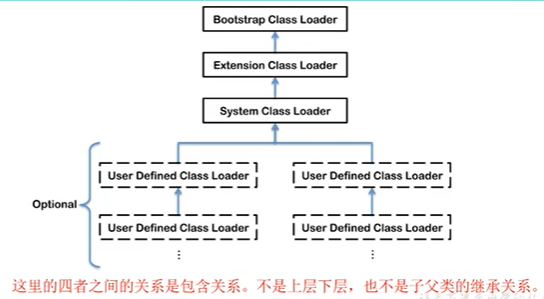 Bootstrap Class Loader
Extension Class Loader
System Class Loader
User Defined Class Loader
User Defined Class Loader
Optional
User Defined Class Loader
User Defined Class Loader
这里的四者之间的关系是包含关系。不是上层下层，也不是子父类的继承关系。